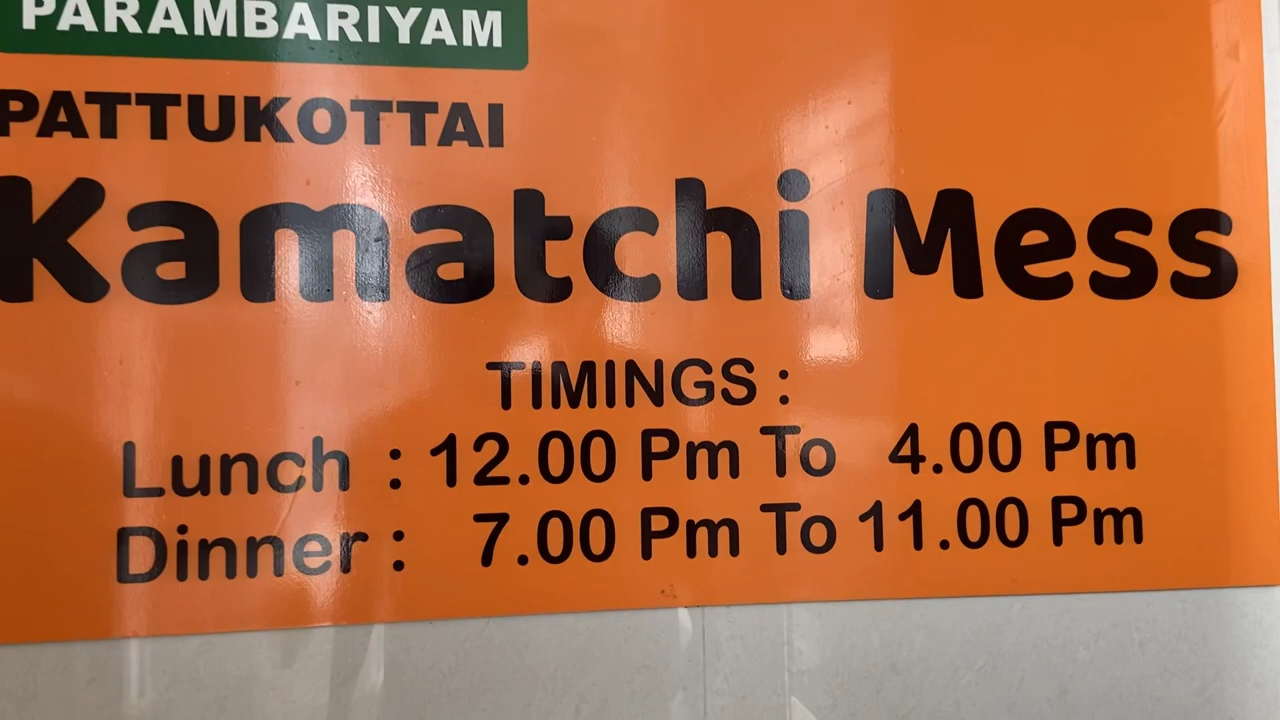 PARAMBARIYAM
PATTUKOTTAI
Kamatchi Mess
TIMINGS :
Lunch : 12.00 Pm To 4.00 Pm
Dinner : 7.00 Pm To 11.00 Pm